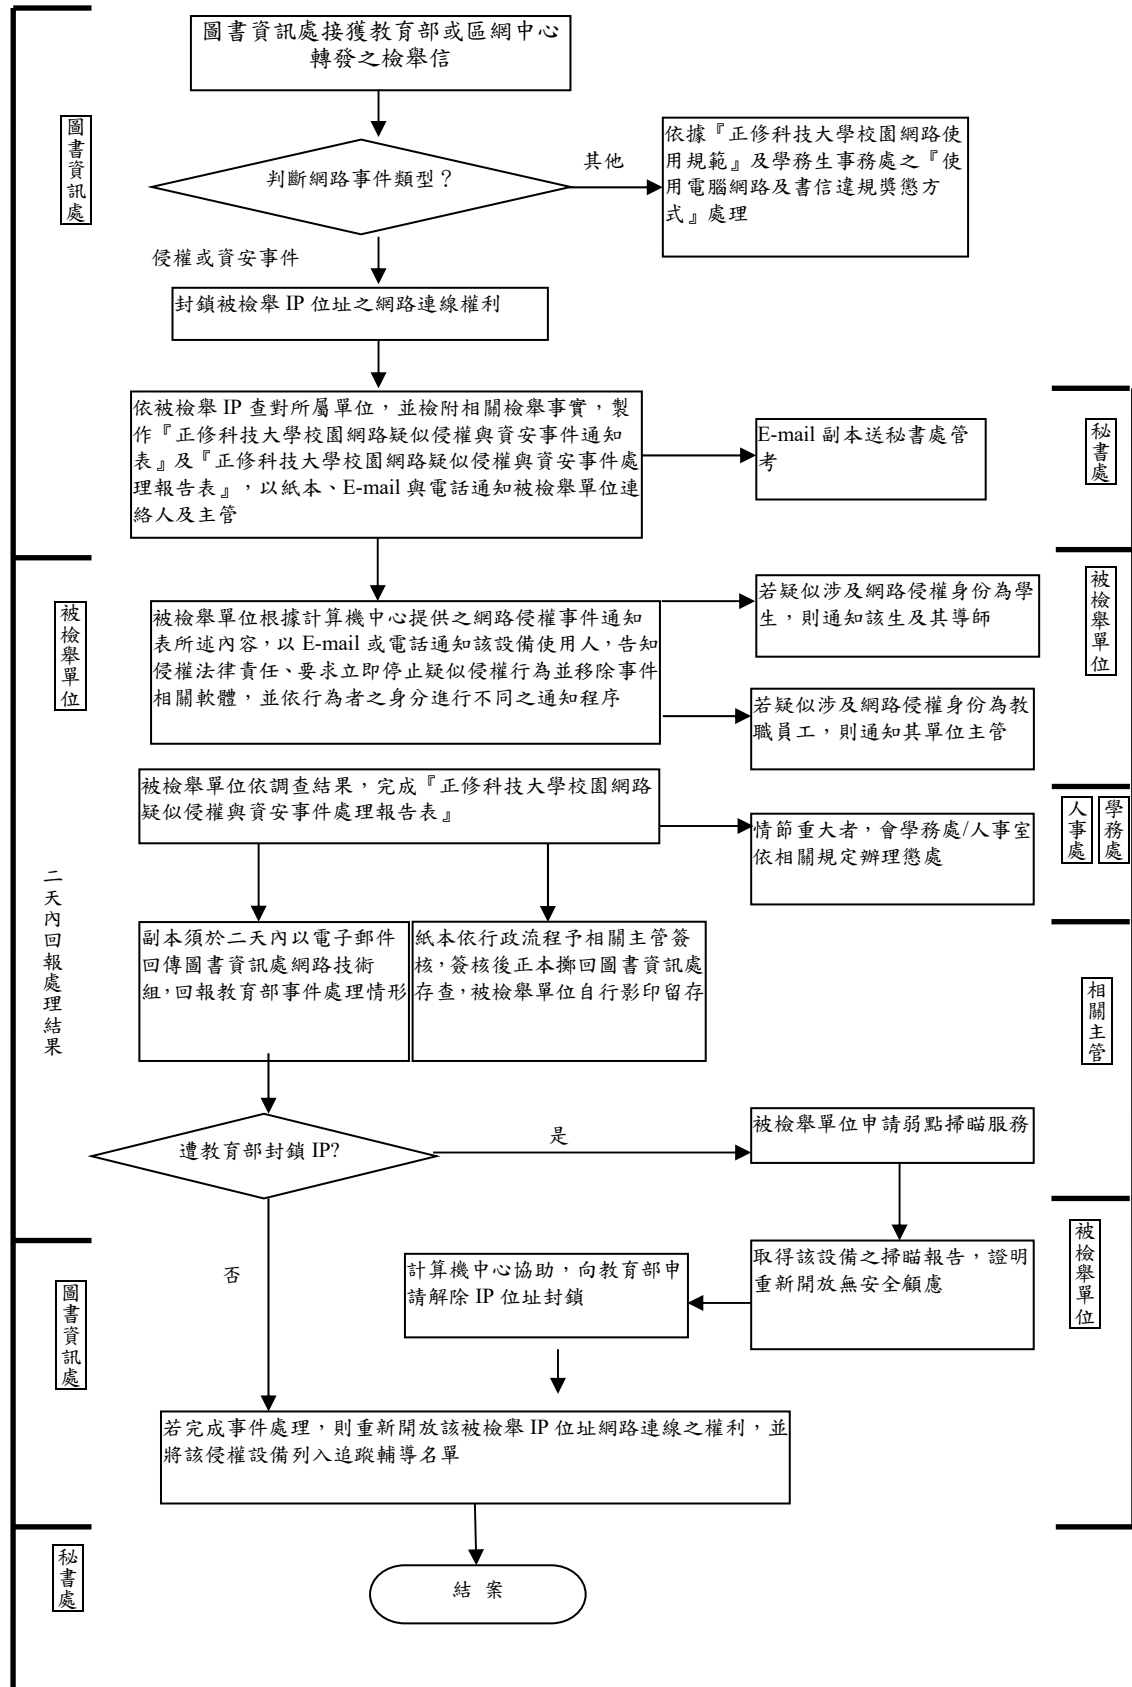 圖書資訊處接獲教育部或區網中心
轉發之檢舉信
圖書資訊處
判斷網路事件類型？
其他
依據『正修科技大學校園網路使
用規範』及學務生事務處之『使
用電腦網路及書信違規獎懲方
式』處理
侵權或資安事件
封鎖被檢舉 IP 位址之網路連線權利
依被檢舉 IP 查對所屬單位，並檢附相關檢舉事實，製
作『正修科技大學校園網路疑似侵權與資安事件通知
表』及『正修科技大學校園網路疑似侵權與資安事件處
理報告表』，以紙本、E-mail 與電話通知被檢舉單位連
絡人及主管
E-mail 副本送秘書處管
考
秘書處
被檢舉單位
被檢舉單位根據計算機中心提供之網路侵權事件通知
表所述內容，以 E-mail 或電話通知該設備使用人，告知
侵權法律責任、要求立即停止疑似侵權行為並移除事件
相關軟體，並依行為者之身分進行不同之通知程序
若疑似涉及網路侵權身份為學
生，則通知該生及其導師
被檢舉單位
若疑似涉及網路侵權身份為教
職員工，則通知其單位主管
被檢舉單位依調查結果，完成『正修科技大學校園網路
疑似侵權與資安事件處理報告表』
情節重大者，會學務處/人事室
依相關規定辦理懲處
人事處
學務處
二天內回報處理結果
副本須於二天內以電子郵件
回傳圖書資訊處網路技術
組，回報教育部事件處理情形
紙本依行政流程予相關主管簽
核，簽核後正本擲回圖書資訊處
存查，被檢舉單位自行影印留存
相關主管
遭教育部封鎖 IP?
是
被檢舉單位申請弱點掃瞄服務
否
取得該設備之掃瞄報告，證明
重新開放無安全顧慮
被檢舉單位
計算機中心協助，向教育部申
請解除 IP 位址封鎖
圖書資訊處
若完成事件處理，則重新開放該被檢舉 IP 位址網路連線之權利，並
將該侵權設備列入追蹤輔導名單
秘書處
結 案